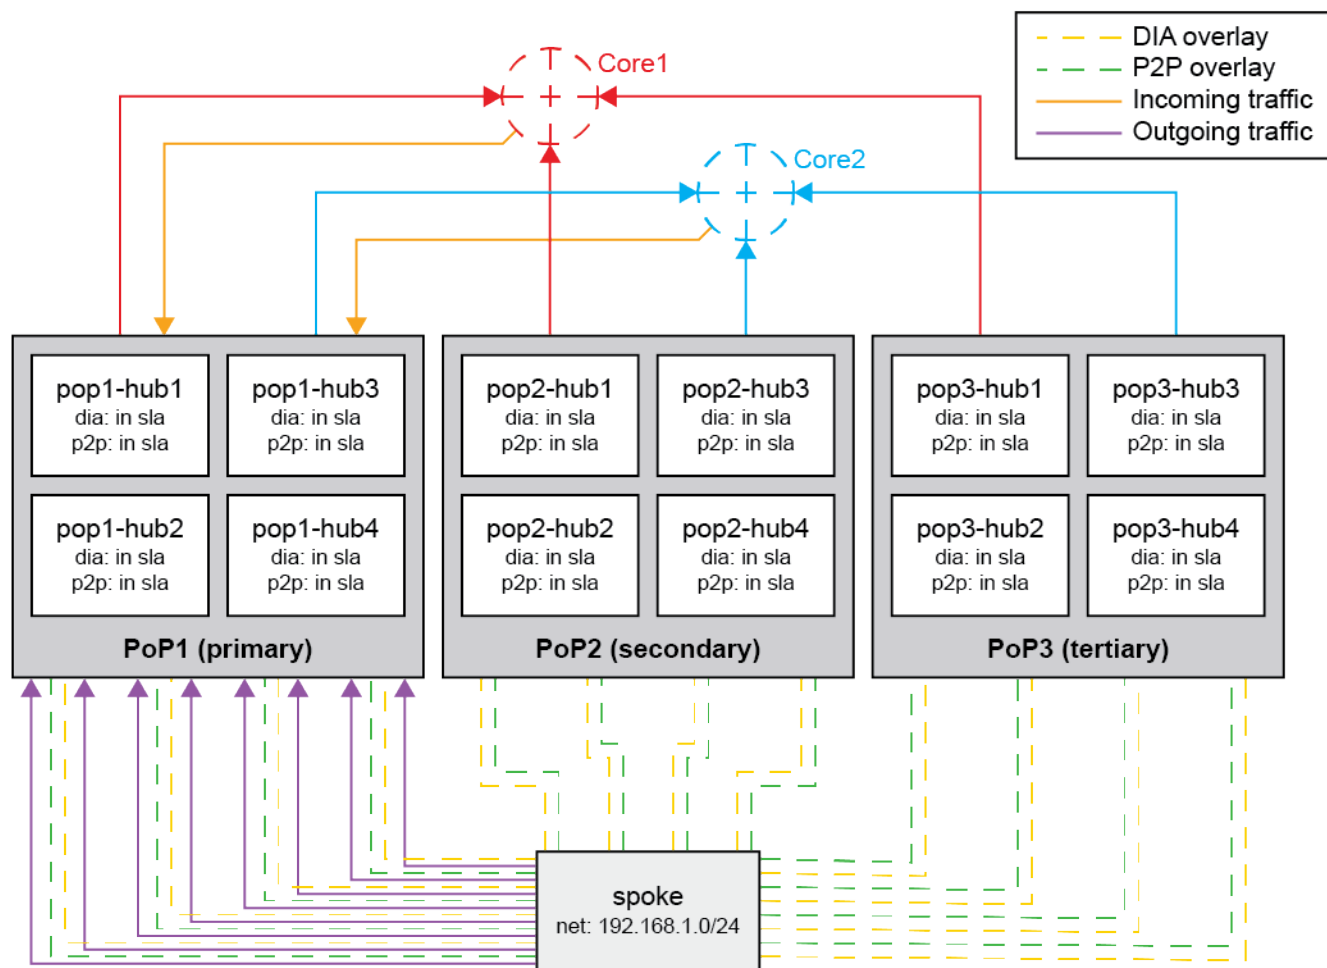 DIA overlay
P2P overlay
Incoming traffic
Outgoing traffic
Core1
Core2
pop1-hub1
dia: in sla
p2p: in sla
pop1-hub3
dia: in sla
p2p: in sla
pop1-hub2
dia: in sla
p2p: in sla
pop1-hub4
dia: in sla
p2p: in sla
PoP1 (primary)
pop2-hub1
dia: in sla
p2p: in sla
pop2-hub3
dia: in sla
p2p: in sla
pop2-hub2
dia: in sla
p2p: in sla
pop2-hub4
dia: in sla
p2p: in sla
PoP2 (secondary)
pop3-hub1
dia: in sla
p2p: in sla
pop3-hub3
dia: in sla
p2p: in sla
pop3-hub2
dia: in sla
p2p: in sla
pop3-hub4
dia: in sla
p2p: in sla
PoP3 (tertiary)
spoke
net: 192.168.1.0/24